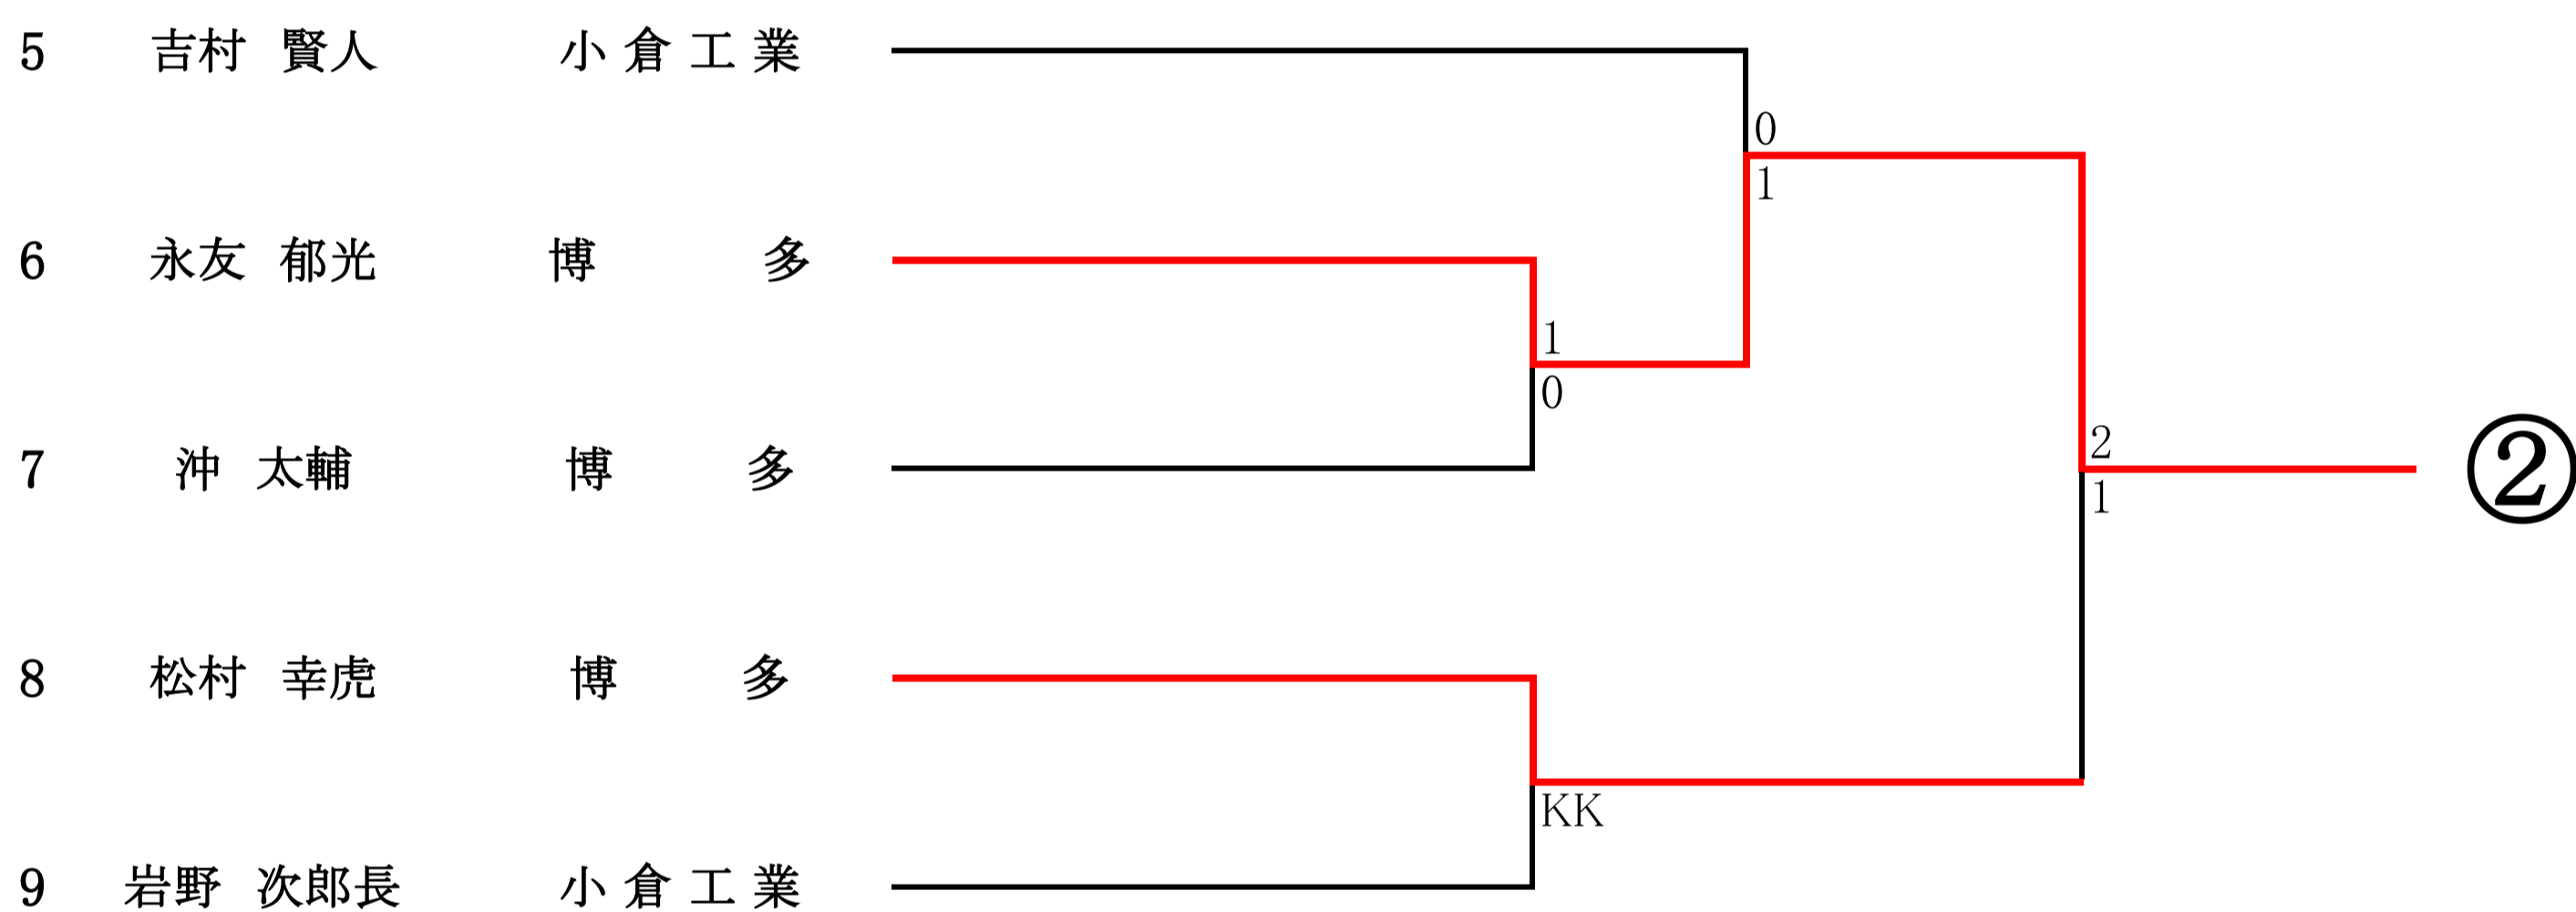 5 吉村 賢人 小倉工業
0
1
6 永友 郁光 博多
1
0
7 沖 太輔 博多
2
②
1
8 松村 幸虎 博多
KK
9 岩野 次郎長 小倉工業